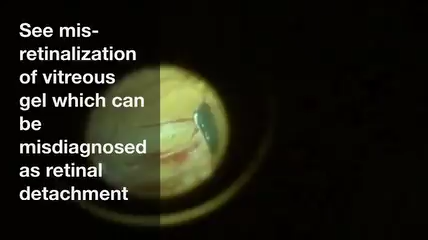 See mis-
retinalization
of vitreous
gel which can
be
misdiagnosed
as retinal
detachment